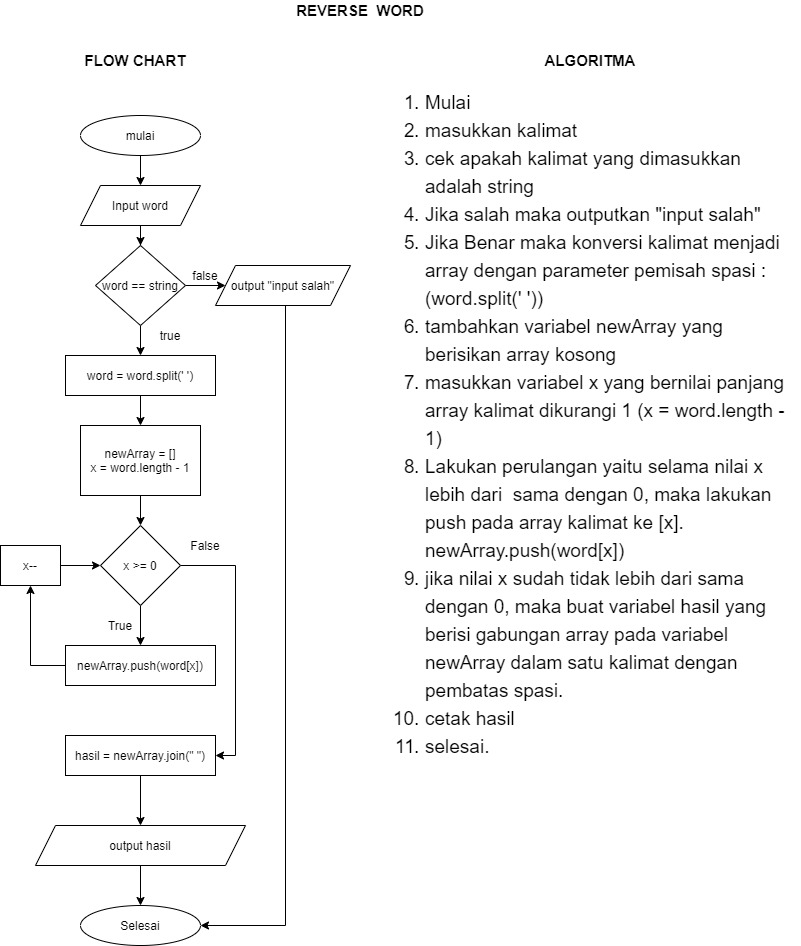 REVERSE  WORD
FLOW CHART
mulai
Input word
word == string
false
output "input salah"
true
word = word.split(' ')
newArray = []
x = word.length - 1
x--
x >= 0
False
True
newArray.push(word[x])
hasil = newArray.join(" ")
output hasil
Selesai
ALGORITMA
1. Mulai
2. masukkan kalimat
3. cek apakah kalimat yang dimasukkan
adalah string
4. Jika salah maka outputkan "input salah"
5. Jika Benar maka konversi kalimat menjadi
array dengan parameter pemisah spasi :
(word.split(' '))
6. tambahkan variabel newArray yang
berisikan array kosong
7. masukkan variabel x yang bernilai panjang
array kalimat dikurangi 1 (x = word.length -
1)
8. Lakukan perulangan yaitu selama nilai x
lebih dari  sama dengan 0, maka lakukan
push pada array kalimat ke [x].
newArray.push(word[x])
9. jika nilai x sudah tidak lebih dari sama
dengan 0, maka buat variabel hasil yang
berisi gabungan array pada variabel
newArray dalam satu kalimat dengan
pembatas spasi.
10. cetak hasil
11. selesai.